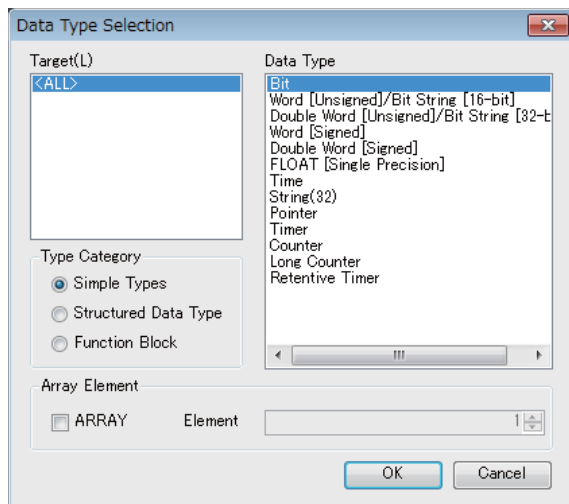 Data Type Selection
Target(L)
<ALL>
Data Type
Bit
Word [Unsigned]/Bit String [16-bit]
Double Word [Unsigned]/Bit String [32-b
Word [Signed]
Double Word [Signed]
FLOAT [Single Precision]
Time
String(32)
Pointer
Timer
Counter
Long Counter
Retentive Timer
Type Category
Simple Types
Structured Data Type
Function Block
Array Element
ARRAY Element 1
OK Cancel